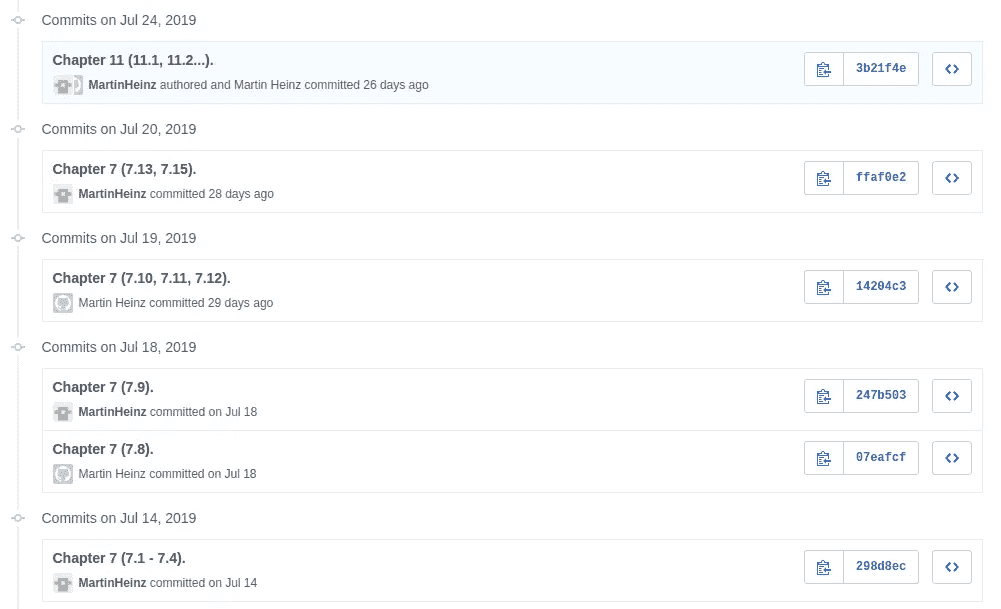 Commits on Jul 24, 2019
Chapter 11 (11.1, 11.2...).
3b21f4e
MartinHeinz authored and Martin Heinz committed 26 days ago
Commits on Jul 20, 2019
Chapter 7 (7.13, 7.15).
ffaf0e2
MartinHeinz committed 28 days ago
Commits on Jul 19, 2019
Chapter 7 (7.10, 7.11, 7.12).
14204c3
Martin Heinz committed 29 days ago
Commits on Jul 18, 2019
Chapter 7 (7.9).
247b503
MartinHeinz committed on Jul 18
Chapter 7 (7.8).
07eafcf
Martin Heinz committed on Jul 18
Commits on Jul 14, 2019
Chapter 7 (7.1 - 7.4).
298d8ec
MartinHeinz committed on Jul 14